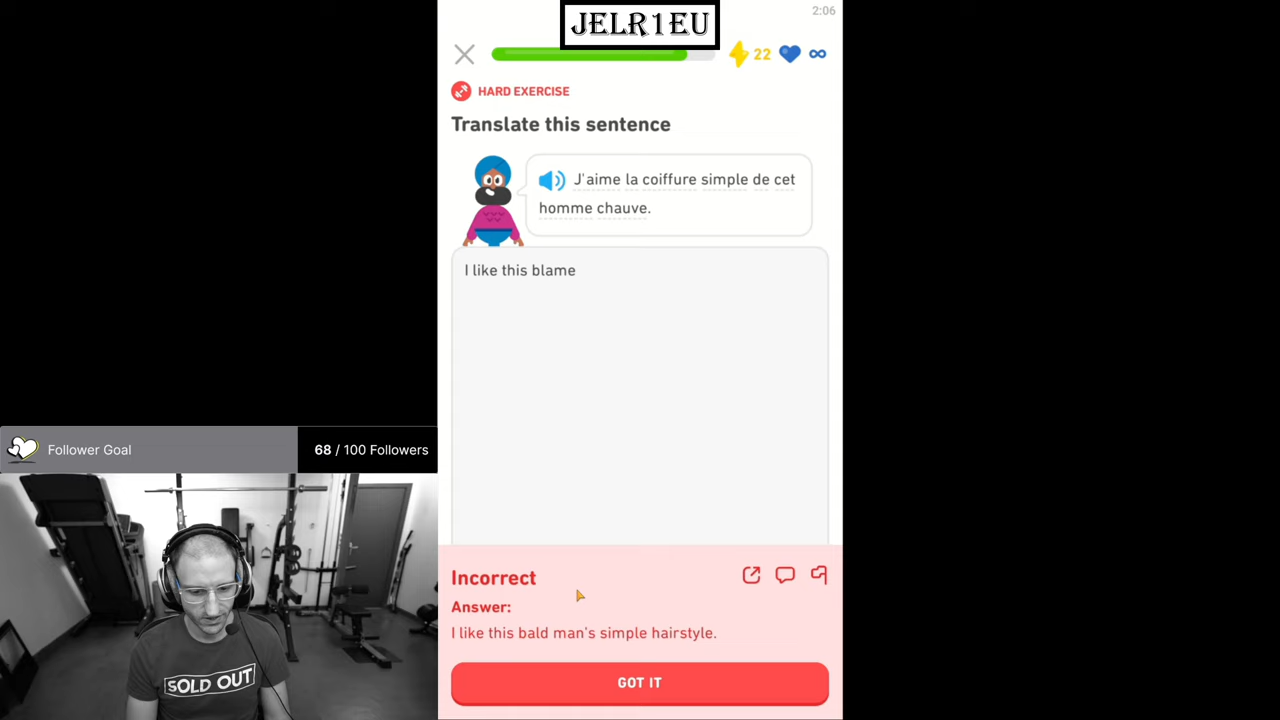 JELR1EU
2:06
22
HARD EXERCISE
Translate this sentence
J'aime la coiffure simple de cet
homme chauve.
I like this blame
Follower Goal
68 / 100 Followers
SOLD OUT
Incorrect
Answer:
I like this bald man's simple hairstyle.
GOT IT